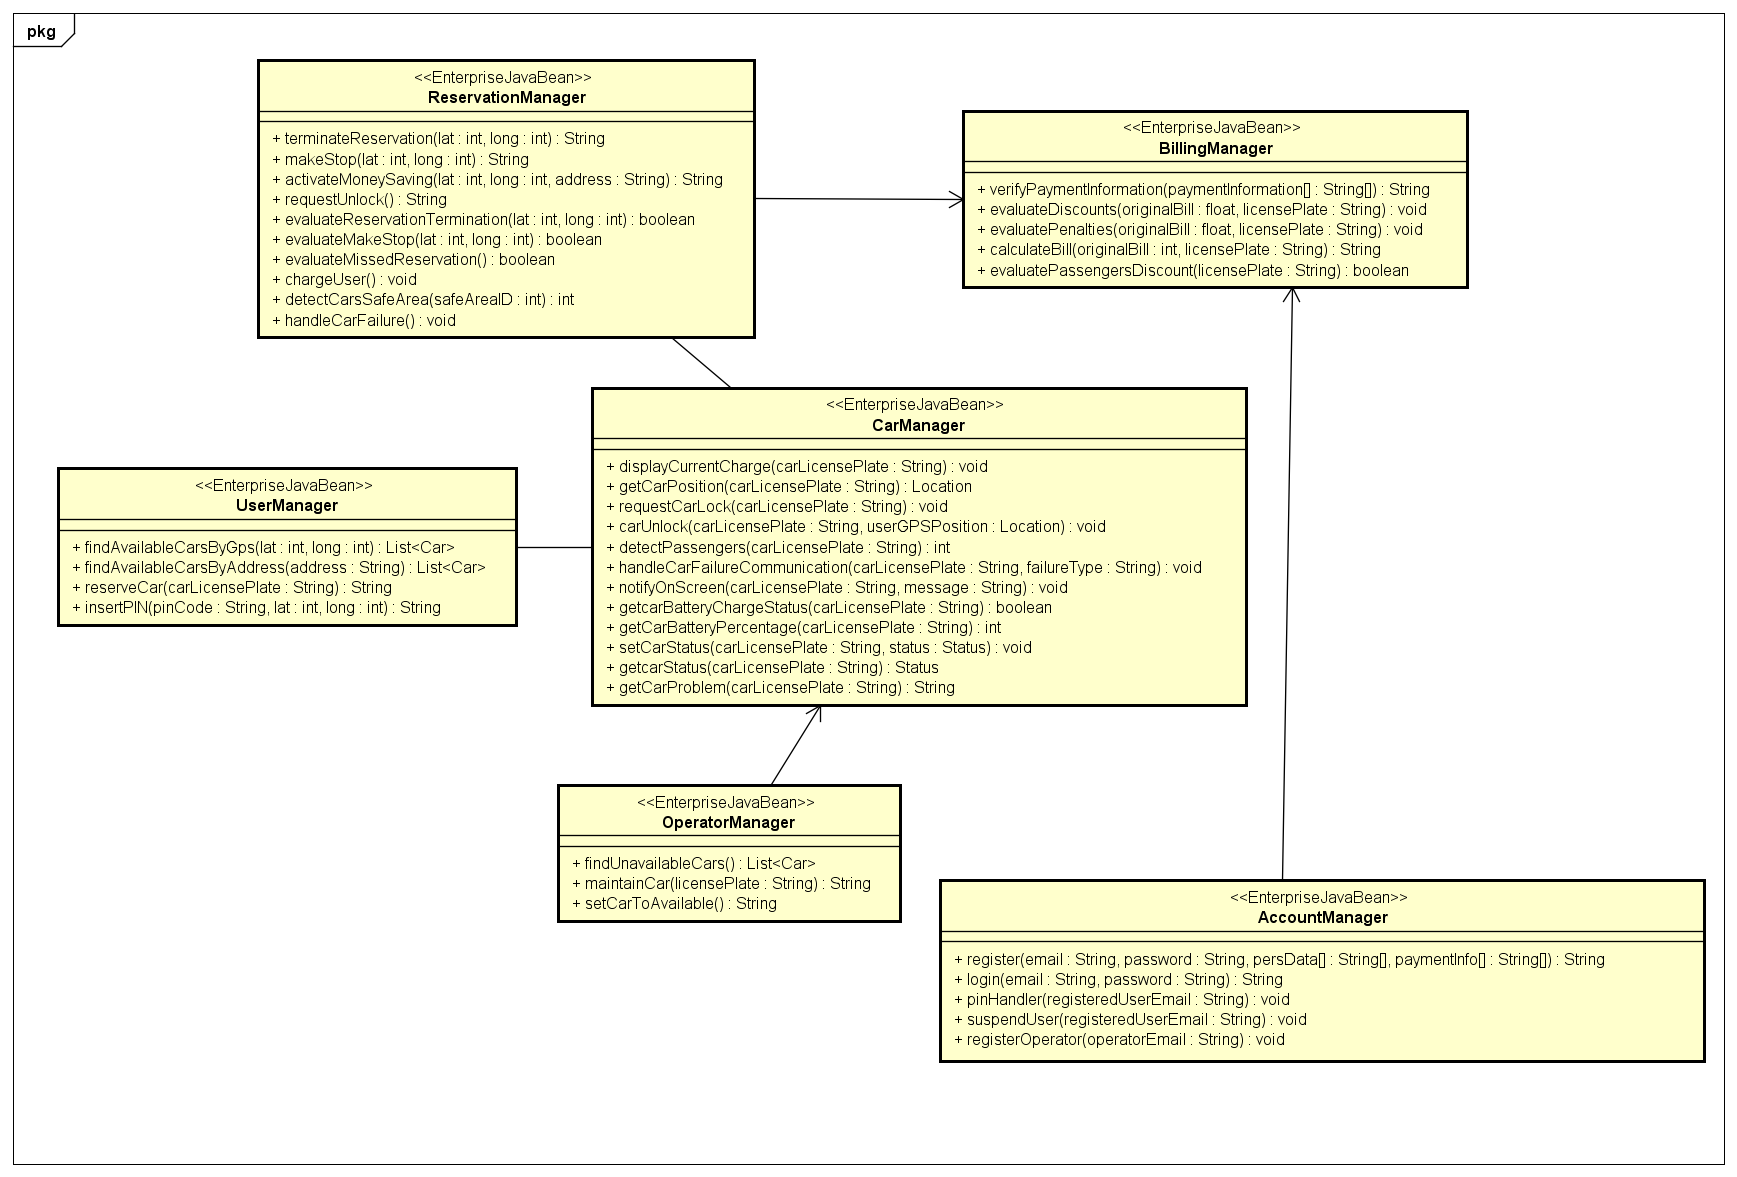 pkg
<<EnterpriseJavaBean>>
ReservationManager
+ terminateReservation(lat : int, long : int) : String
+ makeStop(lat : int, long : int) : String
+ activateMoneySaving(lat : int, long : int, address : String) : String
+ requestUnlock() : String
+ evaluateReservationTermination(lat : int, long : int) : boolean
+ evaluateMakeStop(lat : int, long : int) : boolean
+ evaluateMissedReservation() : boolean
+ chargeUser() : void
+ detectCarsSafeArea(safeAreaID : int) : int
+ handleCarFailure() : void
<<EnterpriseJavaBean>>
BillingManager
+ verifyPaymentInformation(paymentInformation[] : String[]) : String
+ evaluateDiscounts(originalBill : float, licensePlate : String) : void
+ evaluatePenalties(originalBill : float, licensePlate : String) : void
+ calculateBill(originalBill : int, licensePlate : String) : String
+ evaluatePassengersDiscount(licensePlate : String) : boolean
<<EnterpriseJavaBean>>
CarManager
+ displayCurrentCharge(carLicensePlate : String) : void
+ getCarPosition(carLicensePlate : String) : Location
+ requestCarLock(carLicensePlate : String) : void
+ carUnlock(carLicensePlate : String, userGPSPosition : Location) : void
+ detectPassengers(carLicensePlate : String) : int
+ handleCarFailureCommunication(carLicensePlate : String, failureType : String) : void
+ notifyOnScreen(carLicensePlate : String, message : String) : void
+ getcarBatteryChargeStatus(carLicensePlate : String) : boolean
+ getCarBatteryPercentage(carLicensePlate : String) : int
+ setCarStatus(carLicensePlate : String, status : Status) : void
+ getcarStatus(carLicensePlate : String) : Status
+ getCarProblem(carLicensePlate : String) : String
<<EnterpriseJavaBean>>
UserManager
+ findAvailableCarsByGps(lat : int, long : int) : List<Car>
+ findAvailableCarsByAddress(address : String) : List<Car>
+ reserveCar(carLicensePlate : String) : String
+ insertPIN(pinCode : String, lat : int, long : int) : String
<<EnterpriseJavaBean>>
OperatorManager
+ findUnavailableCars() : List<Car>
+ maintainCar(licensePlate : String) : String
+ setCarToAvailable() : String
<<EnterpriseJavaBean>>
AccountManager
+ register(email : String, password : String, persData[] : String[], paymentInfo[] : String[]) : String
+ login(email : String, password : String) : String
+ pinHandler(registeredUserEmail : String) : void
+ suspendUser(registeredUserEmail : String) : void
+ registerOperator(operatorEmail : String) : void